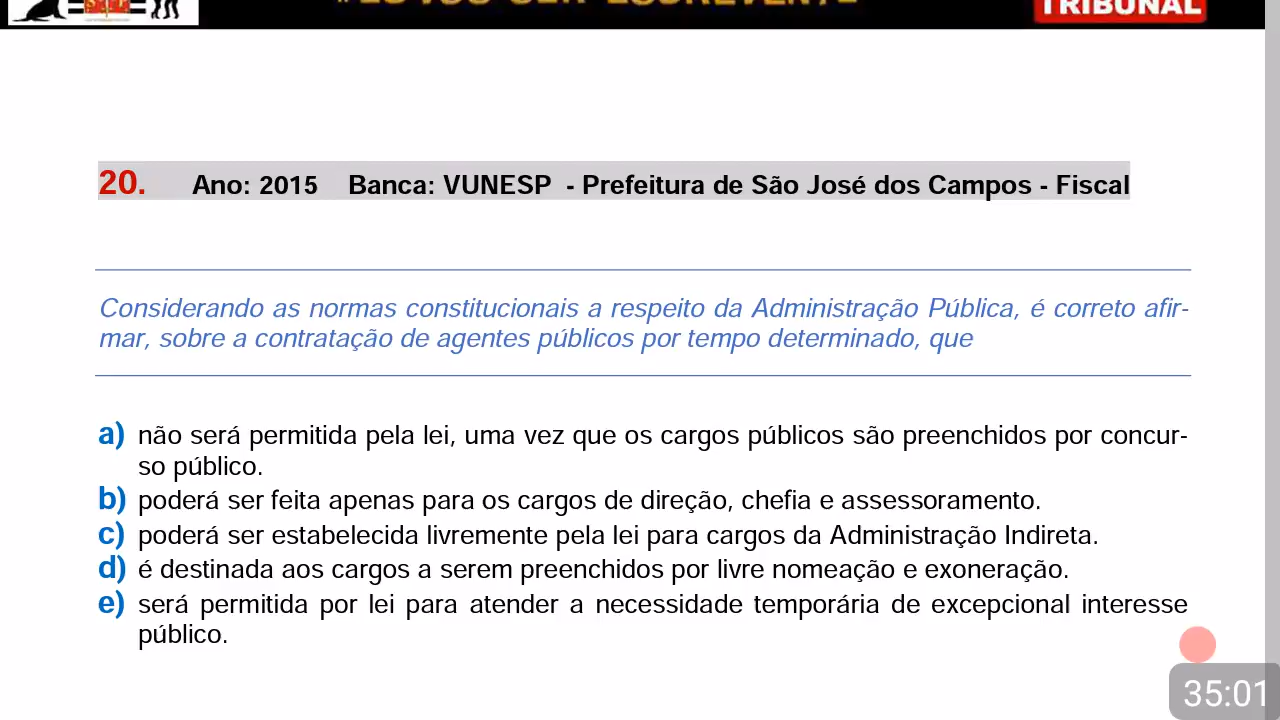 TRIBUNAL
20. Ano: 2015 Banca: VUNESP - Prefeitura de São José dos Campos - Fiscal
Considerando as normas constitucionais a respeito da Administração Pública, é correto afir-
mar, sobre a contratação de agentes públicos por tempo determinado, que
a) não será permitida pela lei, uma vez que os cargos públicos são preenchidos por concur-
so público.
b) poderá ser feita apenas para os cargos de direção, chefia e assessoramento.
c) poderá ser estabelecida livremente pela lei para cargos da Administração Indireta.
d) é destinada aos cargos a serem preenchidos por livre nomeação e exoneração.
e) será permitida por lei para atender a necessidade temporária de excepcional interesse
público.
35:01